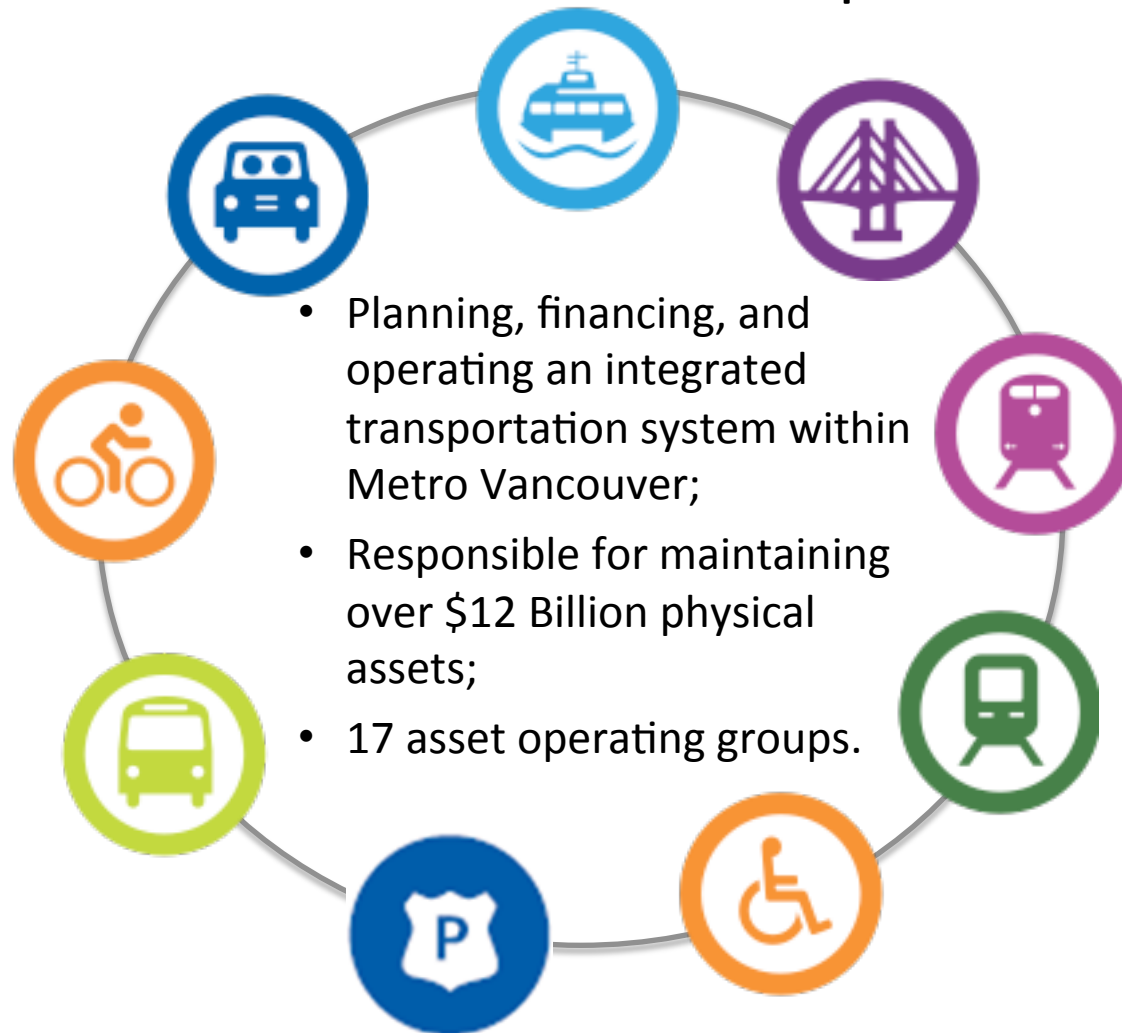 • Planning, financing, and
operating an integrated
transportation system within
Metro Vancouver;
• Responsible for maintaining
over $12 Billion physical
assets;
• 17 asset operating groups.
P